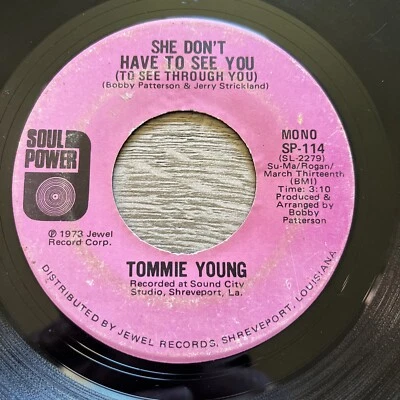 SHE DON'T
HAVE TO SEE YOU
(TO SEE THROUGH YOU)
(Bobby Patterson & Jerry Strickland)
SOUL
POWER
MONO
SP-114
(SL-2279)
Su-Ma/Rogan/
March Thirteenth
(BMI)
Time: 3:10
Produced &
Arranged by
Bobby
Patterson
℗ 1973 Jewel
Record Corp.
TOMMIE YOUNG
Recorded at Sound City
Studio, Shreveport, La.
DISTRIBUTED BY JEWEL RECORDS, SHREVEPORT, LOUISIANA